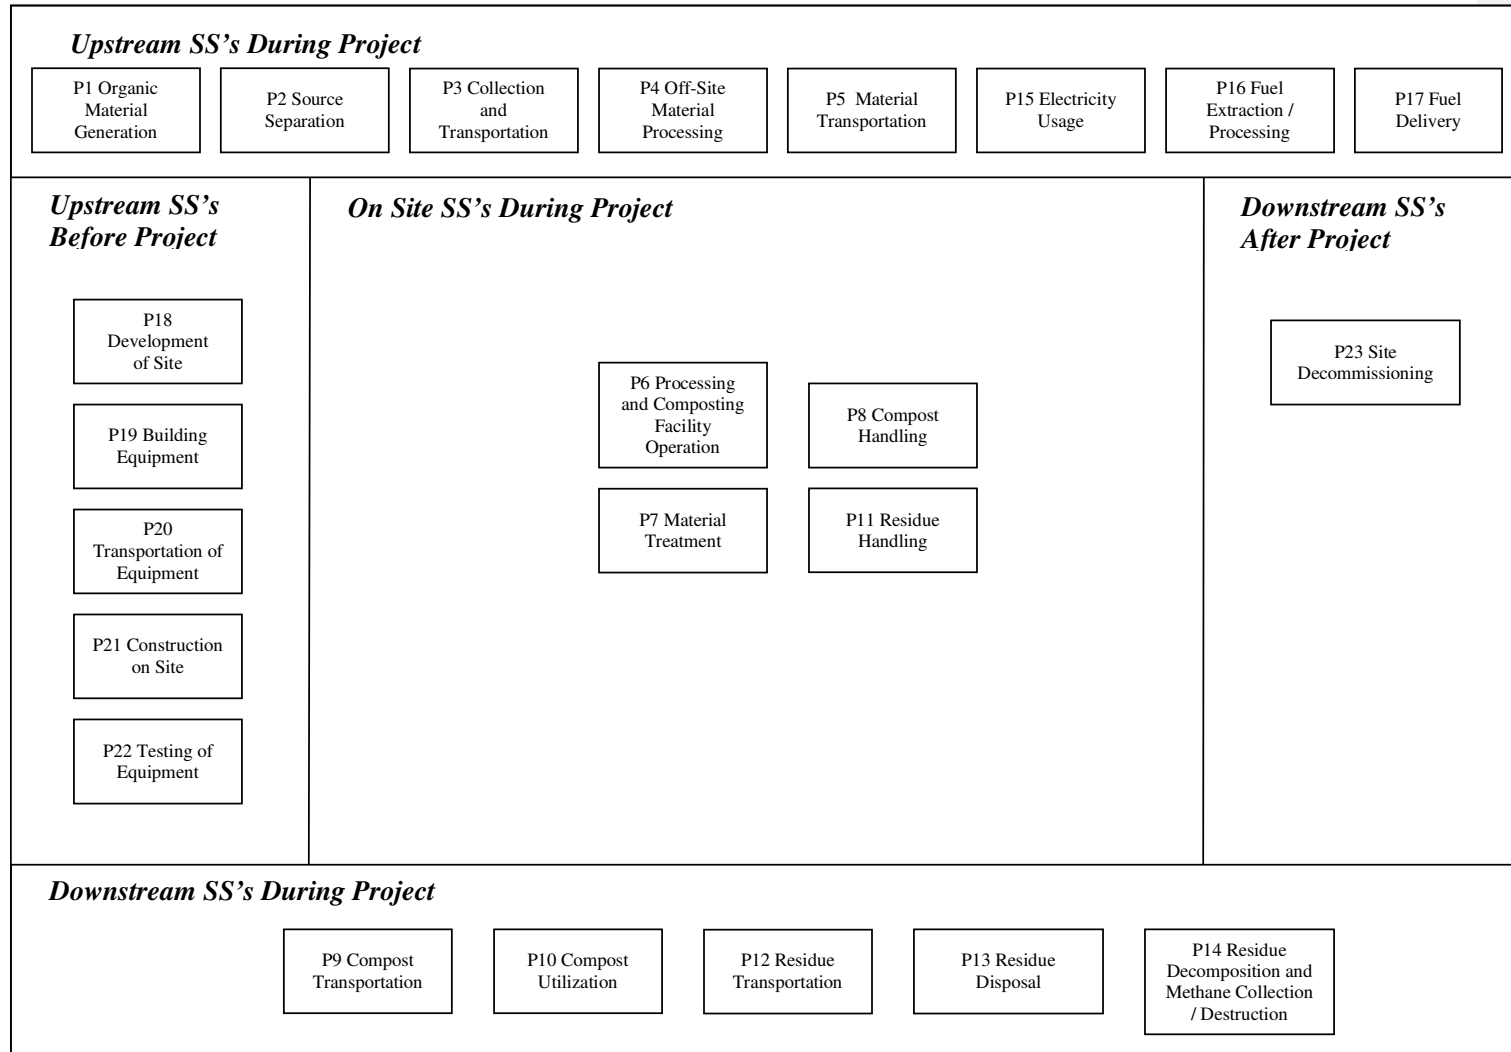 Upstream SS’s During Project
P1 Organic
Material
Generation
P2 Source
Separation
P3 Collection
and
Transportation
P4 Off-Site
Material
Processing
P5 Material
Transportation
P15 Electricity
Usage
P16 Fuel
Extraction /
Processing
P17 Fuel
Delivery
Upstream SS’s
Before Project
P18
Development
of Site
P19 Building
Equipment
P20
Transportation of
Equipment
P21 Construction
on Site
P22 Testing of
Equipment
On Site SS’s During Project
P6 Processing
and Composting
Facility
Operation
P8 Compost
Handling
P7 Material
Treatment
P11 Residue
Handling
Downstream SS’s
After Project
P23 Site
Decommissioning
Downstream SS’s During Project
P9 Compost
Transportation
P10 Compost
Utilization
P12 Residue
Transportation
P13 Residue
Disposal
P14 Residue
Decomposition and
Methane Collection
/ Destruction